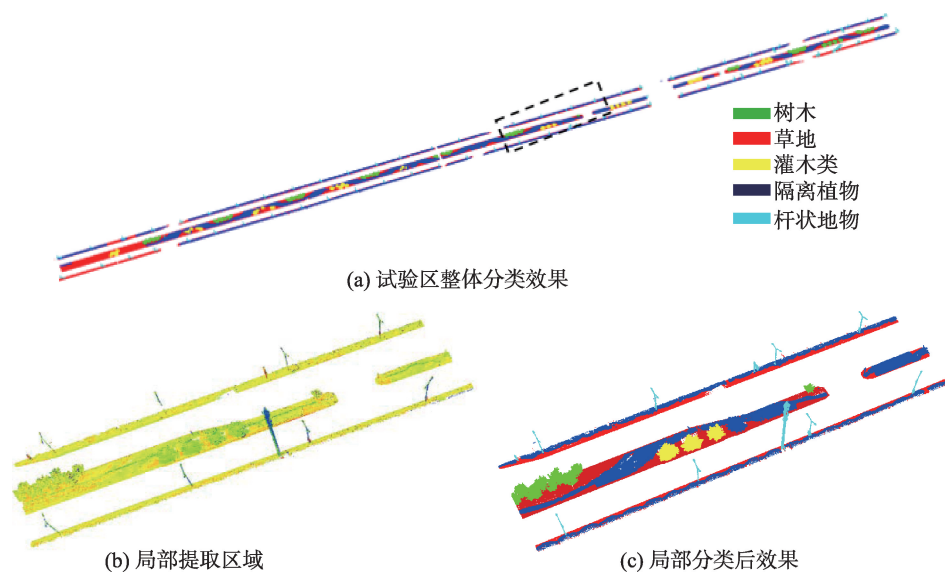 树木
草地
灌木类
隔离植物
杆状地物
(a) 试验区整体分类效果
(b) 局部提取区域
(c) 局部分类后效果